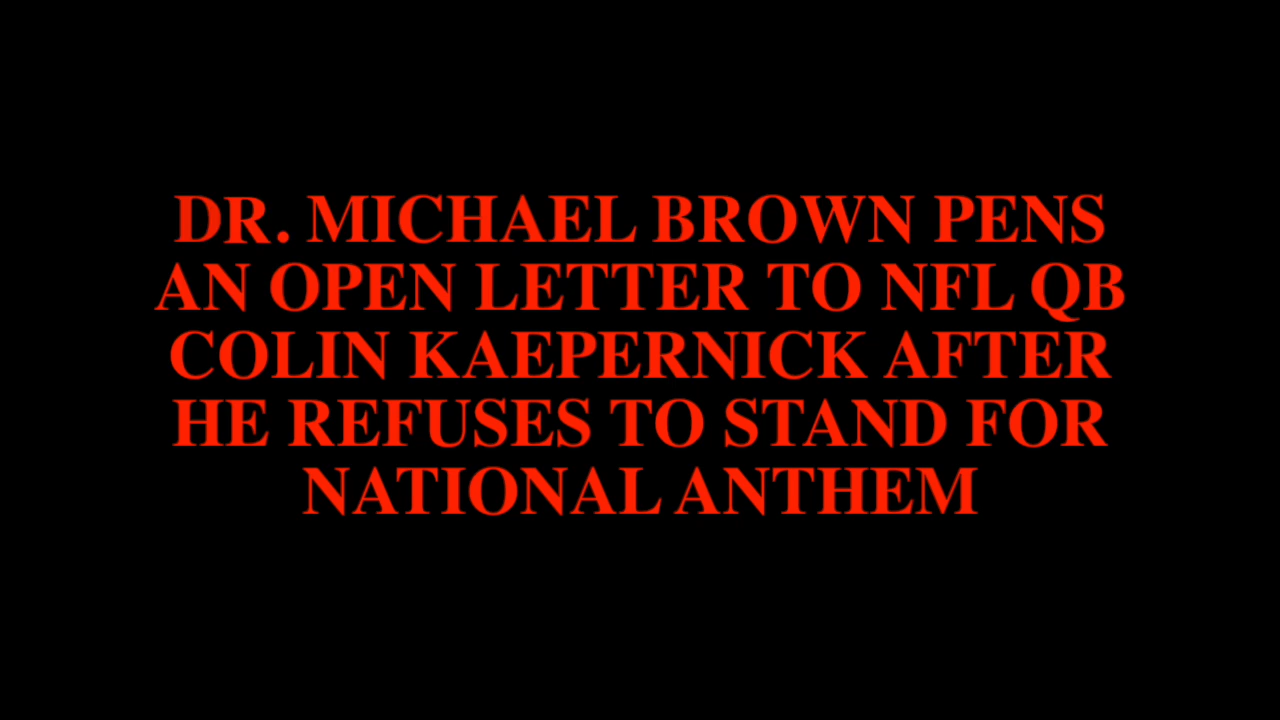 DR. MICHAEL BROWN PENS
AN OPEN LETTER TO NFL QB
COLIN KAEPERNICK AFTER
HE REFUSES TO STAND FOR
NATIONAL ANTHEM